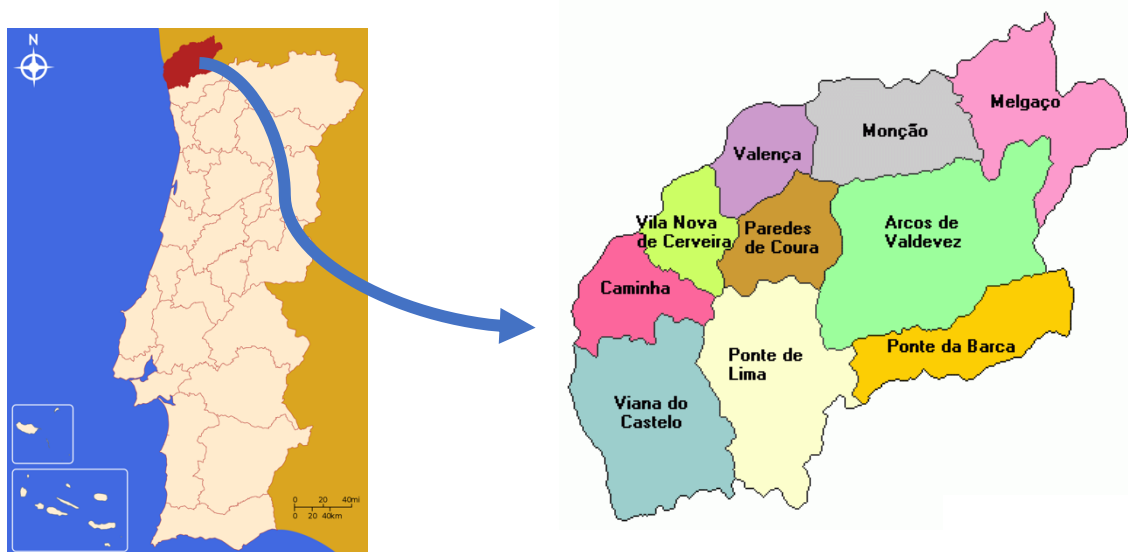 N
0 20 40mi
0 20 40km
Melgaço
Monção
Valença
Arcos de
Valdevez
Vila Nova
de Cerveira
Paredes
de Coura
Caminha
Ponte da Barca
Ponte de
Lima
Viana do
Castelo